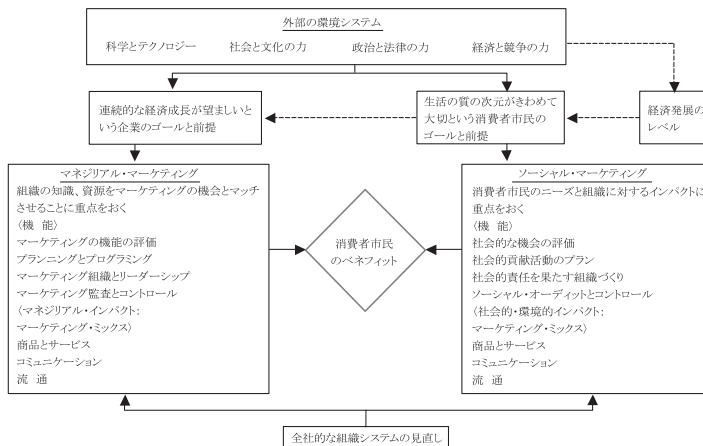 外部の環境システム
科学とテクノロジー　社会と文化の力　政治と法律の力　経済と競争の力
連続的な経済成長が望ましいと
いう企業のゴールと前提
生活の質の次元がきわめて
大切という消費者市民の
ゴールと前提
経済発展の
レベル
マネジリアル・マーケティング
組織の知識、資源をマーケティングの機会とマッチ
させることに重点をおく
〈機　能〉
マーケティングの機能の評価
プランニングとプログラミング
マーケティング組織とリーダーシップ
マーケティング監査とコントロール
〈マネジリアル・インパクト:
マーケティング・ミックス〉
商品とサービス
コミュニケーション
流　通
消費者市民
のベネフィット
ソーシャル・マーケティング
消費者市民のニーズと組織に対するインパクトに
重点をおく
〈機　能〉
社会的な機会の評価
社会的貢献活動のプラン
社会的責任を果たす組織づくり
ソーシャル・オーディットとコントロール
〈社会的・環境的インパクト:
マーケティング・ミックス〉
商品とサービス
コミュニケーション
流　通
全社的な組織システムの見直し